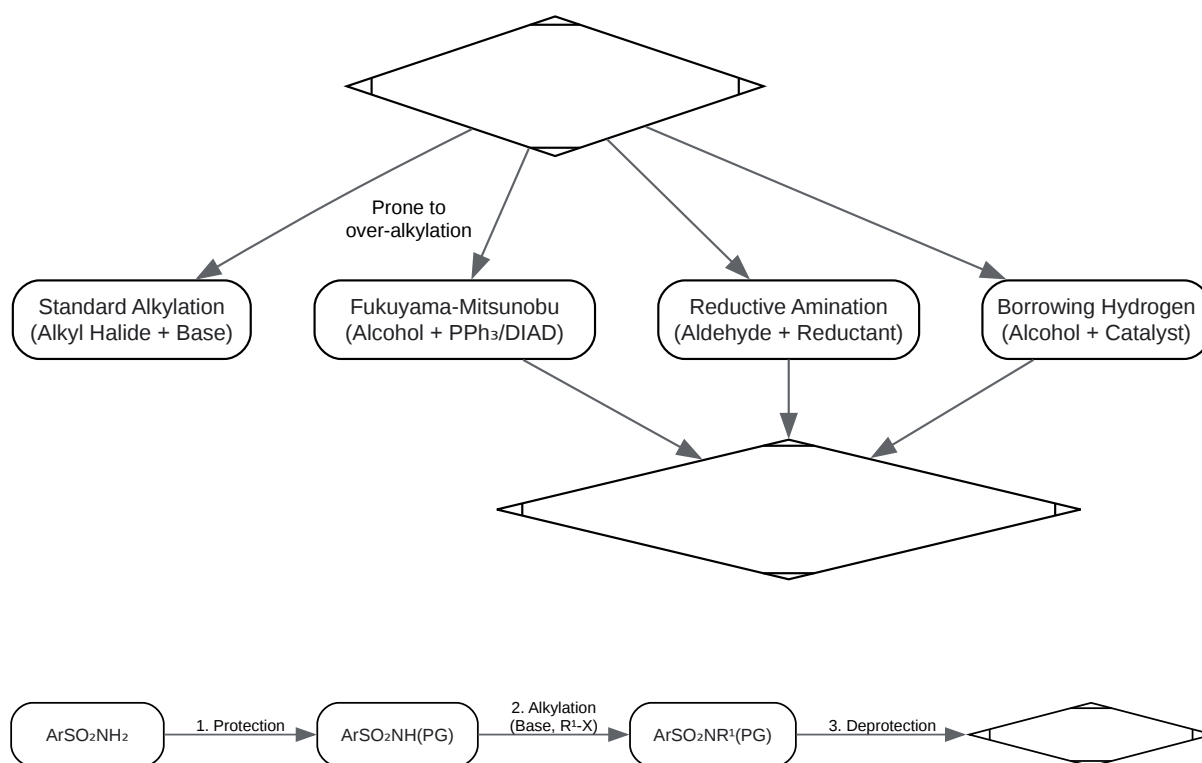 Prone to
over-alkylation
Standard Alkylation
(Alkyl Halide + Base)
Fukuyama-Mitsunobu
(Alcohol + PPh₃/DIAD)
Reductive Amination
(Aldehyde + Reductant)
Borrowing Hydrogen
(Alcohol + Catalyst)
ArSO₂NH₂
1. Protection
ArSO₂NH(PG)
2. Alkylation
(Base, R¹-X)
ArSO₂NR¹(PG)
3. Deprotection